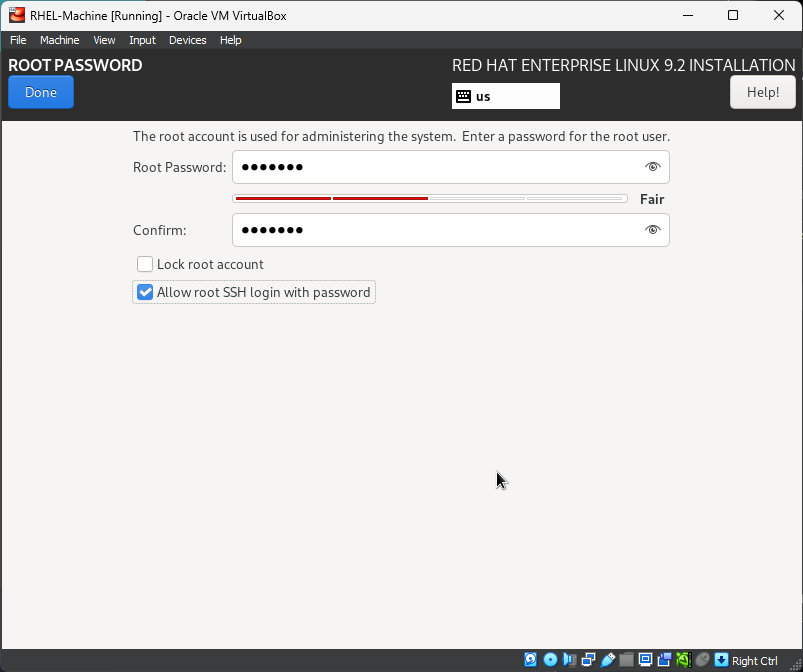 RHEL-Machine [Running] - Oracle VM VirtualBox
File Machine View Input Devices Help
ROOT PASSWORD
RED HAT ENTERPRISE LINUX 9.2 INSTALLATION
Done
us
Help!
The root account is used for administering the system. Enter a password for the root user.
Root Password: ●●●●●●●
Fair
Confirm: ●●●●●●●
Lock root account
Allow root SSH login with password
Right Ctrl